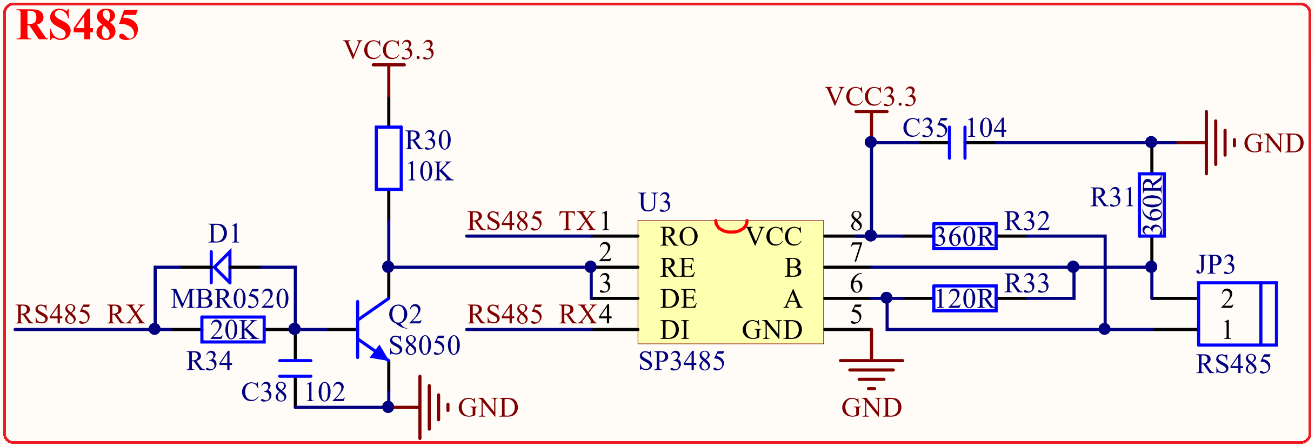 RS485
VCC3.3
R30
10K
D1
MBR0520
RS485 RX
20K
R34
C38 102
Q2
S8050
GND
U3
RS485 TX 1 RO VCC 8
2 RE B 7
3 DE A 6
RS485 RX 4 DI GND 5
SP3485
VCC3.3
C35 104
GND
R31 360R
360R R32
120R R33
GND
JP3
2
1
RS485